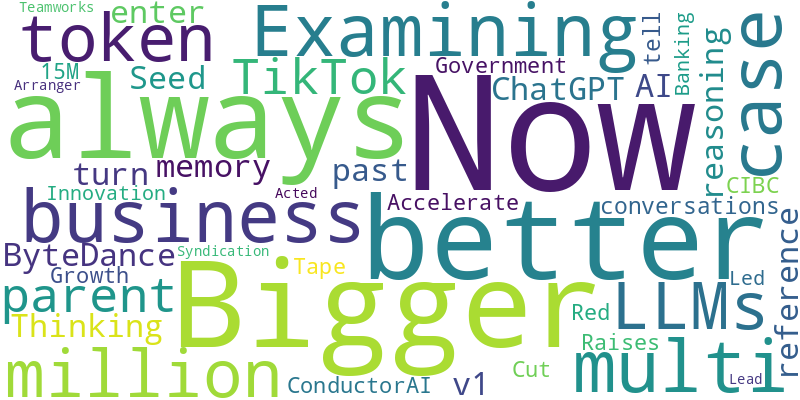 Teamworks
enter
token
Examining
tell
Banking
case
15M
Seed
TikTok
Government
Arranger
always
Now
ChatGPT
AI
reasoning
turn
memory
past
CIBC
Innovation
Acted
Accelerate
conversations
business
better
reference
ByteDance
Syndication
Growth
Tape
Bigger
Led
parent
LLMs
Thinking
Red
Raises
million
multi
ConductorAI
v1
Cut
Lead